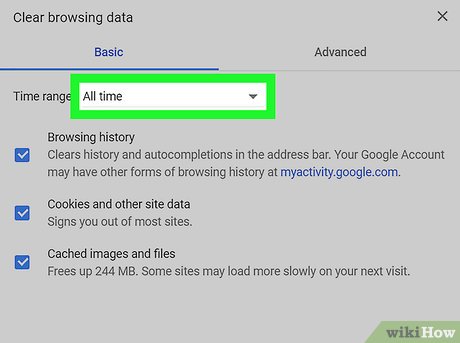 Clear browsing data
Basic
Advanced
Time range
All time
Browsing history
Clears history and autocompletions in the address bar. Your Google Account
may have other forms of browsing history at myactivity.google.com.
Cookies and other site data
Signs you out of most sites.
Cached images and files
Frees up 244 MB. Some sites may load more slowly on your next visit.
wikiHow